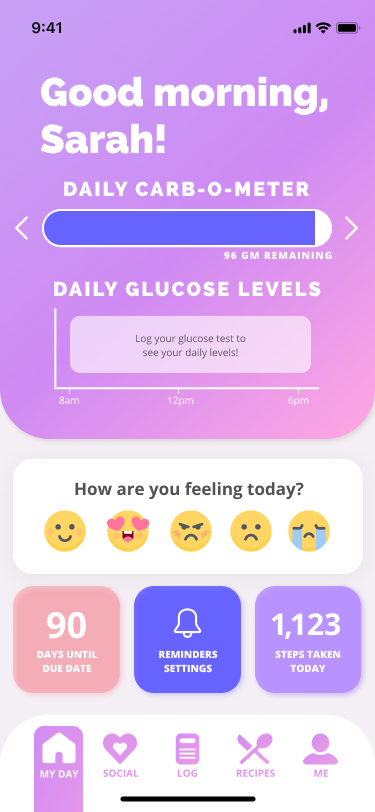 9:41
Good morning,
Sarah!
DAILY CARB-O-METER
96 GM REMAINING
DAILY GLUCOSE LEVELS
Log your glucose test to
see your daily levels!
8am 12pm 6pm
How are you feeling today?
90
DAYS UNTIL
DUE DATE
REMINDERS
SETTINGS
1,123
STEPS TAKEN
TODAY
MY DAY SOCIAL LOG RECIPES ME